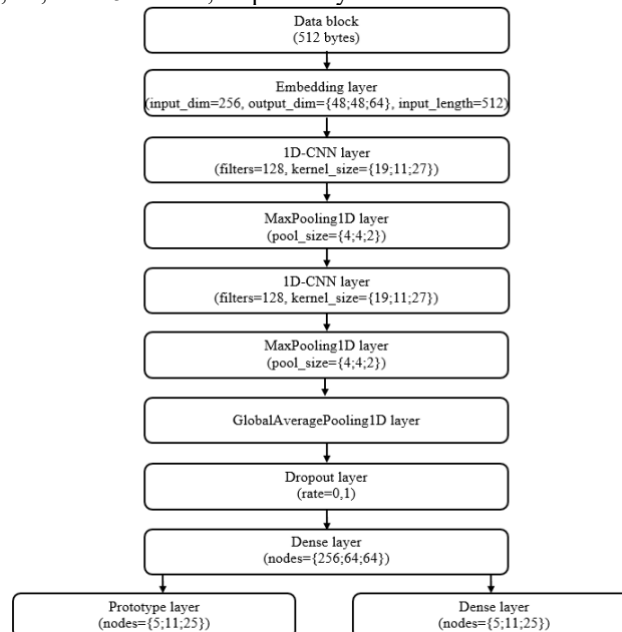 Data block
(512 bytes)
Embedding layer
(input_dim=256, output_dim={48;48;64}, input_length=512)
1D-CNN layer
(filters=128, kernel_size={19;11;27})
MaxPooling1D layer
(pool_size={4;4;2})
1D-CNN layer
(filters=128, kernel_size={19;11;27})
MaxPooling1D layer
(pool_size={4;4;2})
GlobalAveragePooling1D layer
Dropout layer
(rate=0,1)
Dense layer
(nodes={256;64;64})
Prototype layer
(nodes={5;11;25})
Dense layer
(nodes={5;11;25})